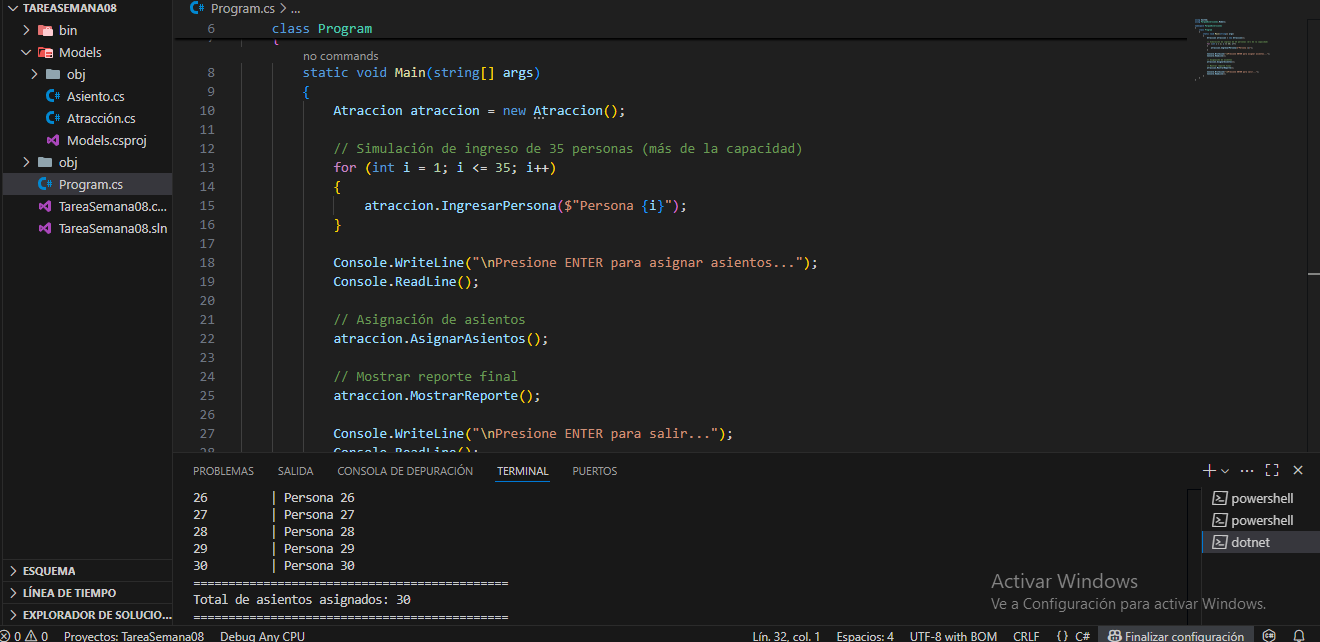 TAREASEMANA08
bin
Models
obj
Asiento.cs
Atracción.cs
Models.csproj
obj
Program.cs
TareaSemana08.c...
TareaSemana08.sln
ESQUEMA
LÍNEA DE TIEMPO
EXPLORADOR DE SOLUCIO...
Program.cs > ...
6 class Program
{
no commands
8 static void Main(string[] args)
9 {
10 Atraccion atraccion = new Atraccion();
11
12 // Simulación de ingreso de 35 personas (más de la capacidad)
13 for (int i = 1; i <= 35; i++)
14 {
15 atraccion.IngresarPersona($"Persona {i}");
16 }
17
18 Console.WriteLine("\nPresione ENTER para asignar asientos...");
19 Console.ReadLine();
20
21 // Asignación de asientos
22 atraccion.AsignarAsientos();
23
24 // Mostrar reporte final
25 atraccion.MostrarReporte();
26
27 Console.WriteLine("\nPresione ENTER para salir...");
28 Console.ReadLine();
PROBLEMAS SALIDA CONSOLA DE DEPURACIÓN TERMINAL PUERTOS
26 | Persona 26
27 | Persona 27
28 | Persona 28
29 | Persona 29
30 | Persona 30
=============================================
Total de asientos asignados: 30
=============================================
powershell
powershell
dotnet
Activar Windows
Ve a Configuración para activar Windows.
0 0 Proyectos: TareaSemana08 Debug Any CPU Lín. 32, col. 1 Espacios: 4 UTF-8 with BOM CRLF {} C# Finalizar configuración